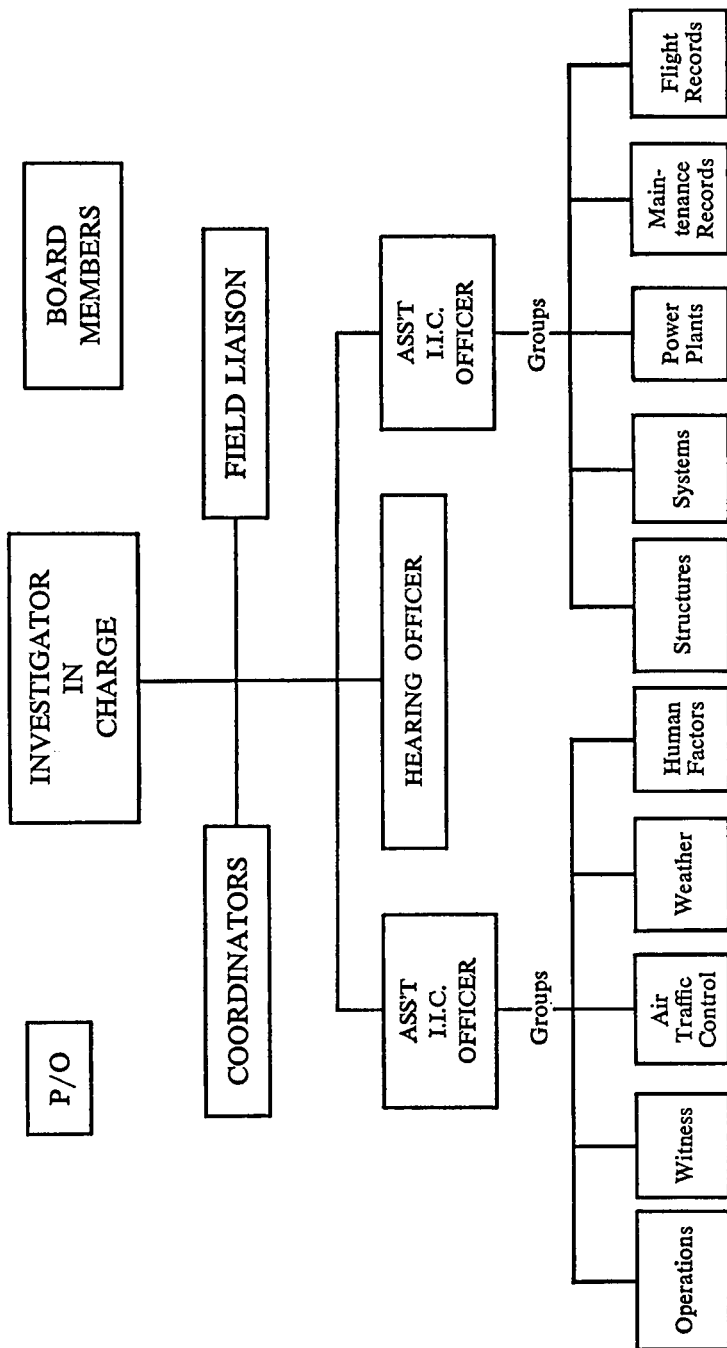 P/O
INVESTIGATOR
IN
CHARGE
BOARD
MEMBERS
COORDINATORS
FIELD LIAISON
ASS'T
I.I.C.
OFFICER
HEARING OFFICER
ASS'T
I.I.C.
OFFICER
Groups
Groups
Operations
Witness
Air
Traffic
Control
Weather
Human
Factors
Structures
Systems
Power
Plants
Main-
tenance
Records
Flight
Records